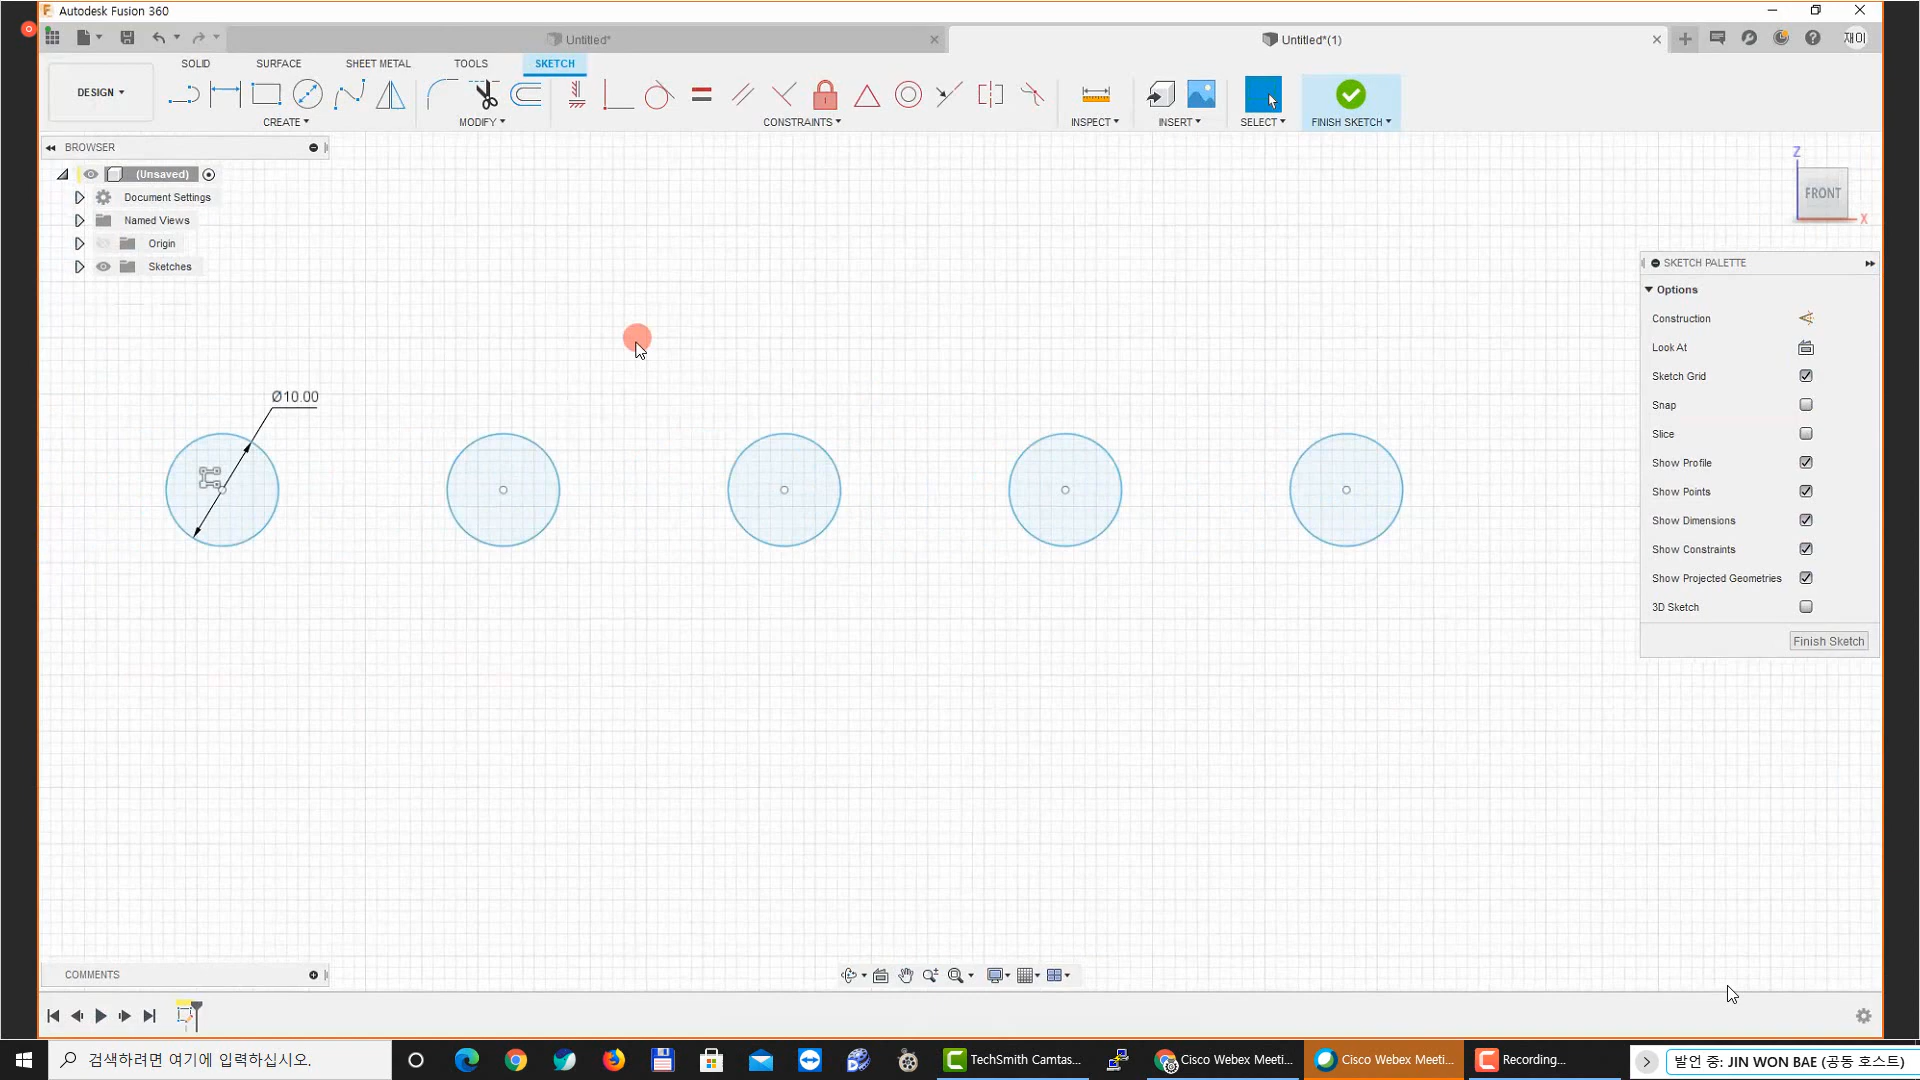 Autodesk Fusion 360
Untitled*
Untitled*(1)
재이
DESIGN
SOLID
SURFACE
SHEET METAL
TOOLS
SKETCH
CREATE
MODIFY
CONSTRAINTS
INSPECT
INSERT
SELECT
FINISH SKETCH
BROWSER
(Unsaved)
Document Settings
Named Views
Origin
Sketches
Z
FRONT
X
SKETCH PALETTE
Options
Construction
Look At
Sketch Grid
Snap
Slice
Show Profile
Show Points
Show Dimensions
Show Constraints
Show Projected Geometries
3D Sketch
Finish Sketch
Ø10.00
COMMENTS
검색하려면 여기에 입력하십시오.
TechSmith Camtas...
Cisco Webex Meeti...
Cisco Webex Meeti...
Recording...
발언 중: JIN WON BAE (공동 호스트)